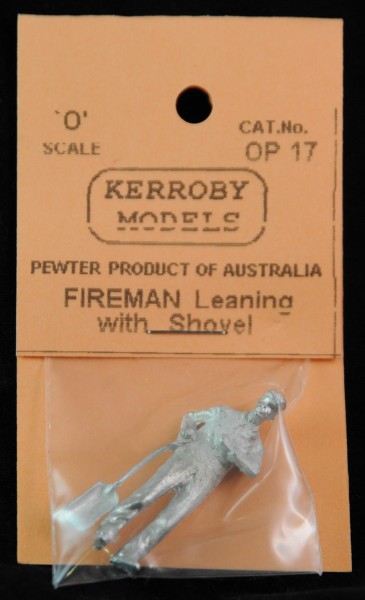 `O'
SCALE
CAT.No.
OP 17
KERROBY
MODELS
PEWTER PRODUCT OF AUSTRALIA
FIREMAN Leaning
with Shovel